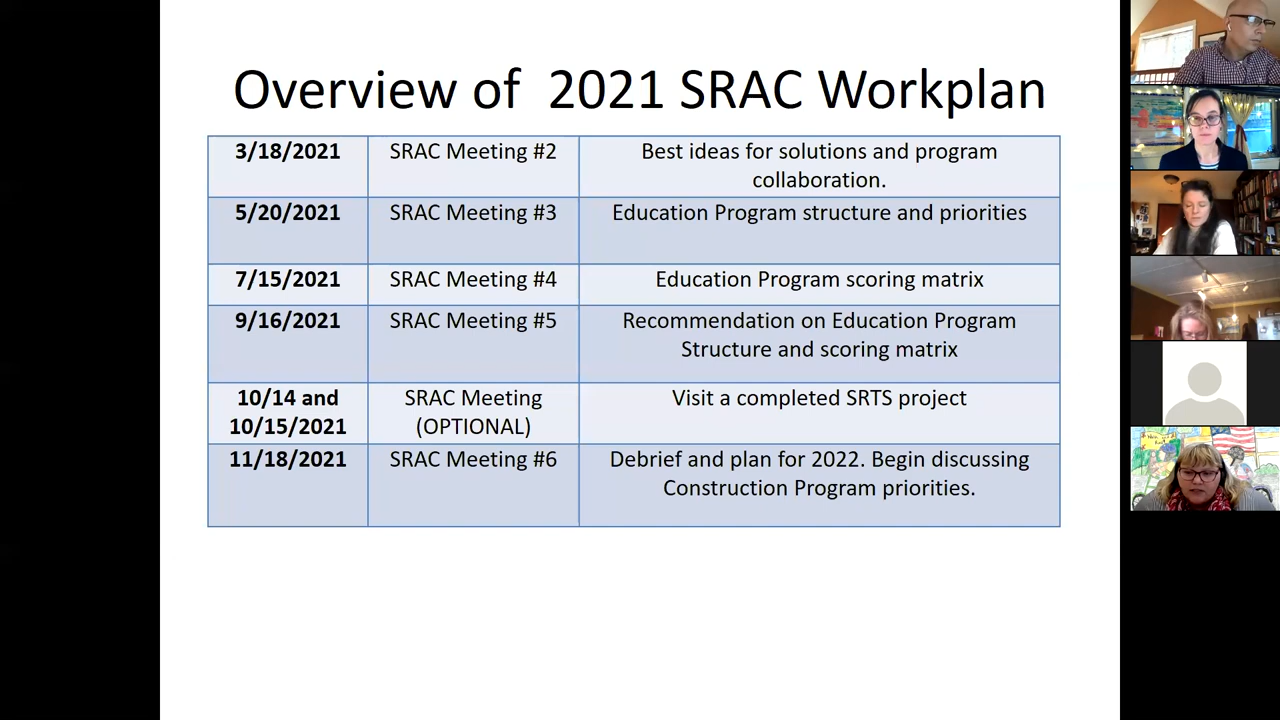 Overview of  2021 SRAC Workplan
3/18/2021 SRAC Meeting #2 Best ideas for solutions and program
collaboration.
5/20/2021 SRAC Meeting #3 Education Program structure and priorities
7/15/2021 SRAC Meeting #4 Education Program scoring matrix
9/16/2021 SRAC Meeting #5 Recommendation on Education Program
Structure and scoring matrix
10/14 and SRAC Meeting Visit a completed SRTS project
10/15/2021 (OPTIONAL)
11/18/2021 SRAC Meeting #6 Debrief and plan for 2022. Begin discussing
Construction Program priorities.